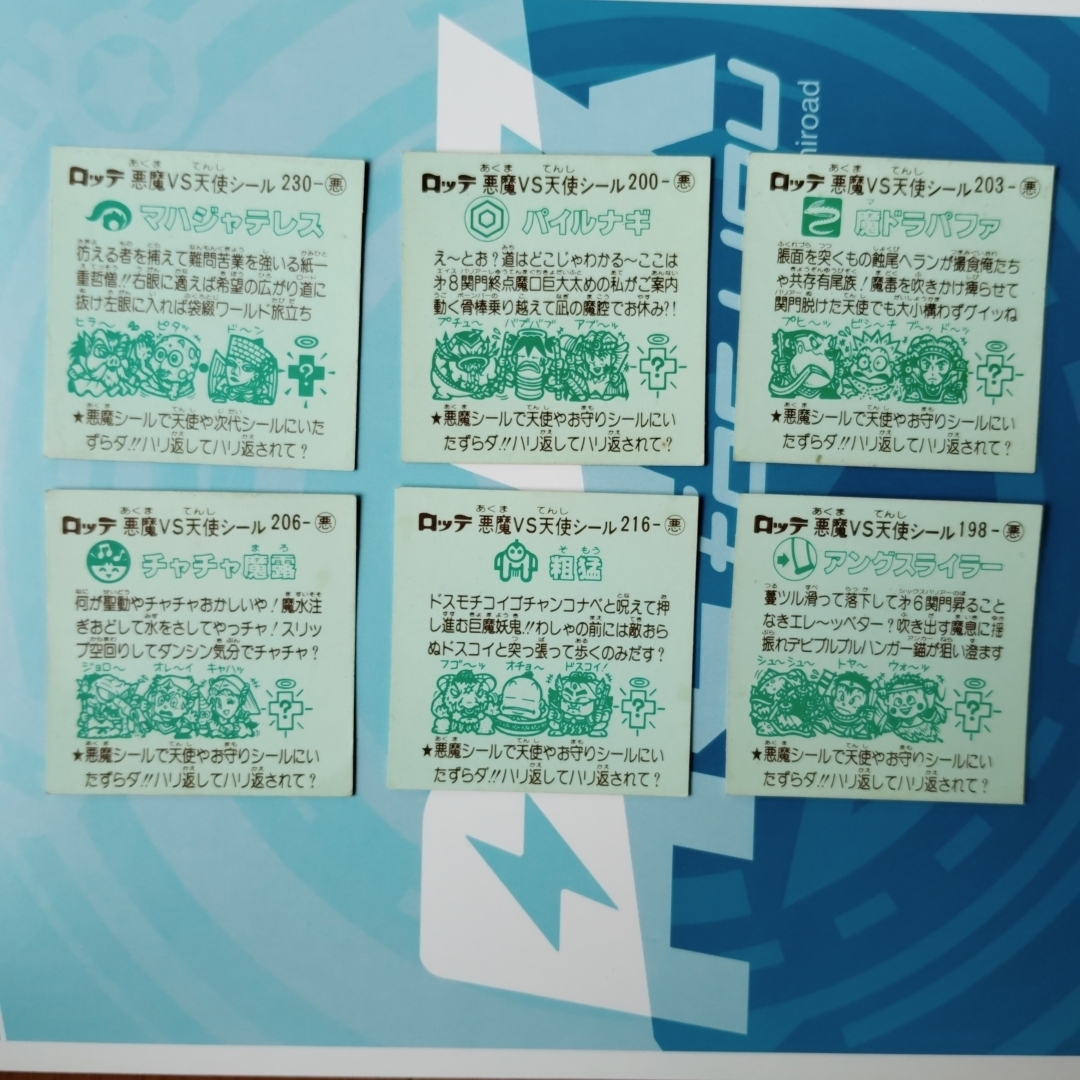 ロッテ 悪魔VS天使シール 230-悪
マハジャテレス
訪える者を捕えて難問苦業を強いる紙一
重哲憎!!右眼に適えば希望の広がり道に
抜け左眼に入れば袋綴ワールド旅立ち
ヒラ〜 ピタッ ド〜ン
★悪魔シールで天使や次代シールにいた
ずらダ!!ハリ返してハリ返されて?
ロッテ 悪魔VS天使シール 200-悪
パイルナギ
え〜とお?道はどこじゃわかる〜ここは
才8関門終点魔口巨大太めの私がご案内
動く骨棒乗り越えて凪の魔腔でお休み?!
プチュ〜 パプパプ アプ〜ッ
★悪魔シールで天使やお守りシールにい
たずらダ!!ハリ返してハリ返されて?
ロッテ 悪魔VS天使シール 203-悪
魔ドラパファ
脹面を突くもの蝕尾ヘランが撮食俺たち
や共存有尾族!魔毒を吹きかけ痺らせて
関門脱けた天使でも大小構わずグイッね
プヒ〜ッ ビシ〜チ ブ〜ッ ド〜ッ
★悪魔シールで天使やお守りシールにい
たずらダ!!ハリ返してハリ返されて?
ロッテ 悪魔VS天使シール 206-悪
チャチャ魔露
何が聖動やチャチャおかしいや!魔水注
ぎおどして水をさしてやっチャ!スリッ
プ空回りしてダンシン気分でチャチャ?
ジョロ〜 オレ〜イ キャハッ
★悪魔シールで天使やお守りシールにい
たずらダ!!ハリ返してハリ返されて?
ロッテ 悪魔VS天使シール 216-悪
粗猛
ドスモチコイゴチャンコナベと呪えて押
し進む巨魔妖鬼!!わしゃの前には敵おら
ぬドスコイと突っ張って歩くのみだす?
フゴ〜ッ オチョ〜 ドスコイ!
★悪魔シールで天使やお守りシールにい
たずらダ!!ハリ返してハリ返されて?
ロッテ 悪魔VS天使シール 198-悪
アングスライラー
蔓ツル滑って落下して才6関門昇ること
なきエレ〜ッベター?吹き出す魔息に揺
振れデビブルブルハンガー錨が狙い澄ます
シュ〜シュ〜 トヤ〜 ウォ〜ッ
★悪魔シールで天使やお守りシールにい
たずらダ!!ハリ返してハリ返されて?